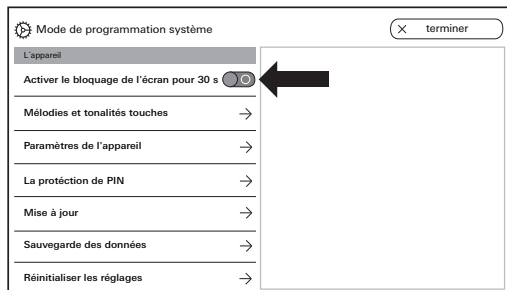 Mode de programmation système
terminer
L´appareil
Activer le bloquage de l'écran pour 30 s
Mélodies et tonalités touches
Paramètres de l'appareil
La protéction de PIN
Mise à jour
Sauvegarde des données
Réinitialiser les réglages